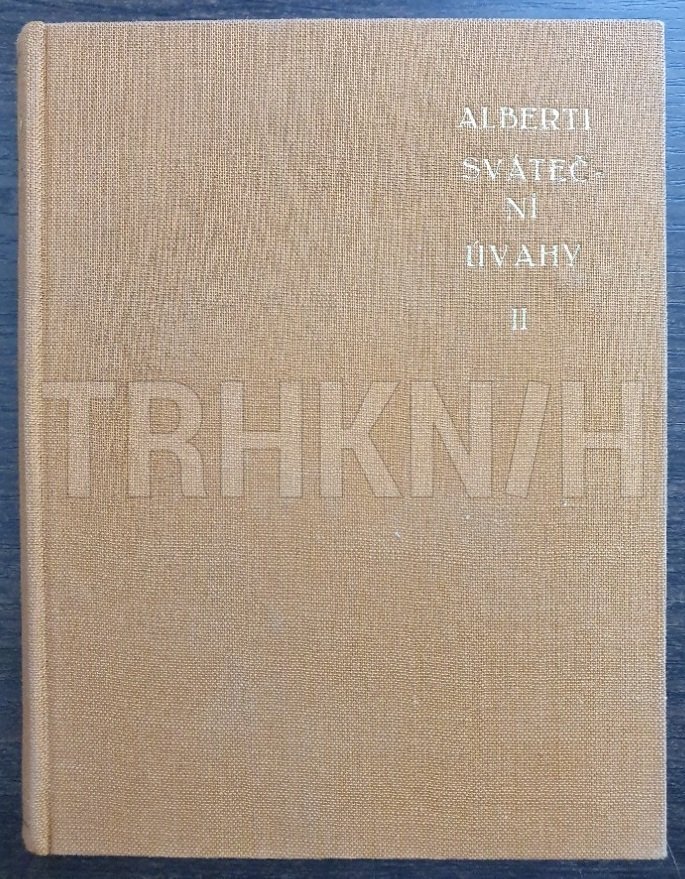 ALBERTI
SVÁTEČ-
NÍ
ÚVAHY
II
TRHKNIH